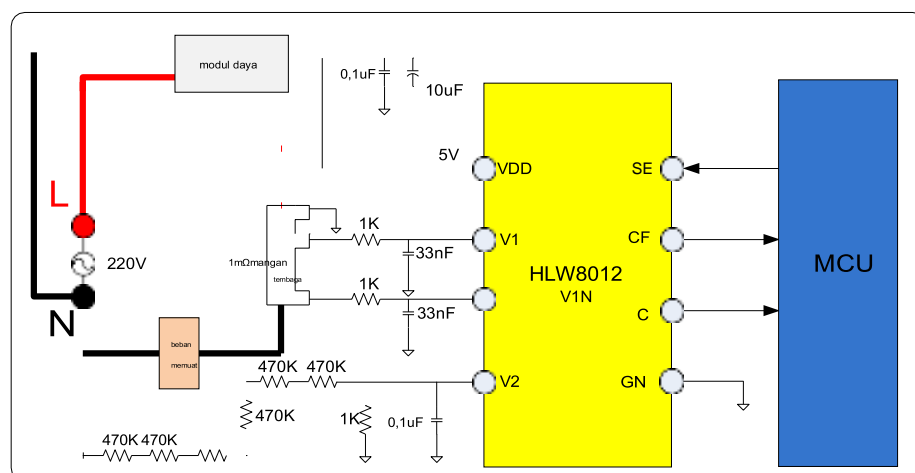 modul daya
0,1uF
10uF
5V
VDD
SE
L
1K
V1
CF
220V
1mΩmangan
tembaga
33nF
HLW8012
V1N
MCU
N
1K
33nF
C
beban
memuat
470K
470K
V2
GN
470K
1K
0,1uF
470K
470K